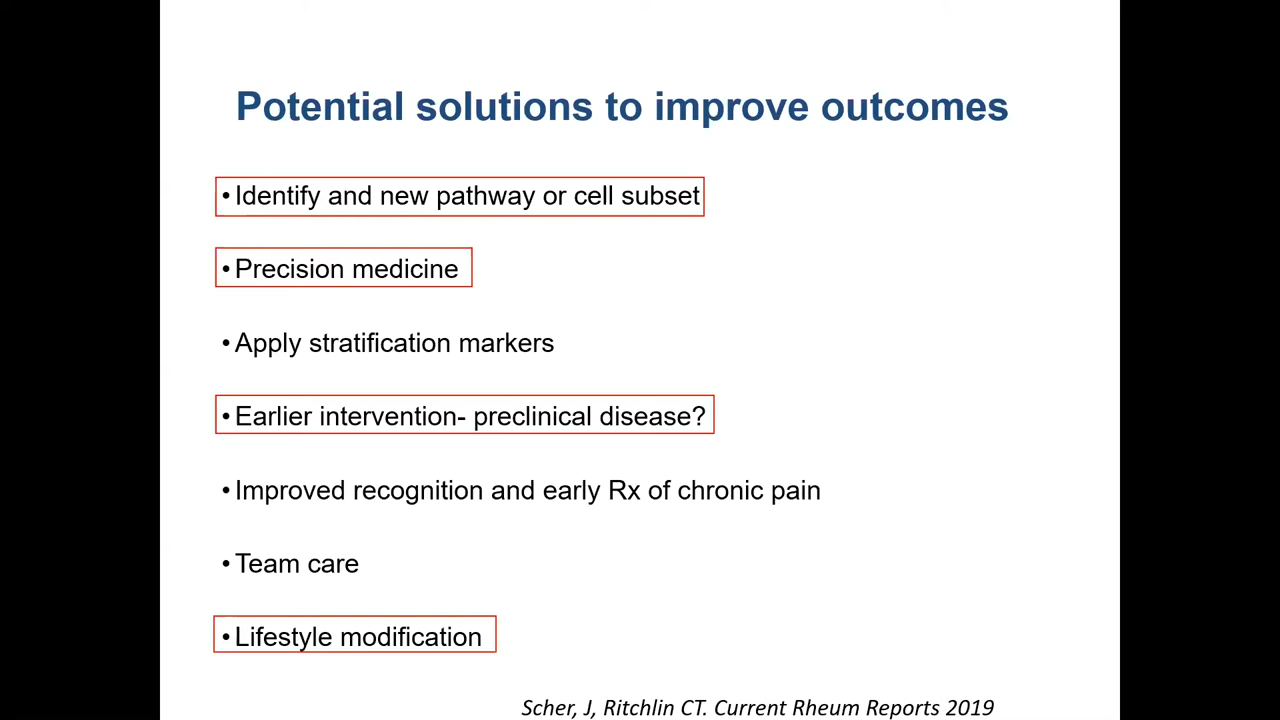 Potential solutions to improve outcomes
•Identify and new pathway or cell subset
•Precision medicine
•Apply stratification markers
•Earlier intervention- preclinical disease?
•Improved recognition and early Rx of chronic pain
•Team care
•Lifestyle modification
Scher, J, Ritchlin CT. Current Rheum Reports 2019